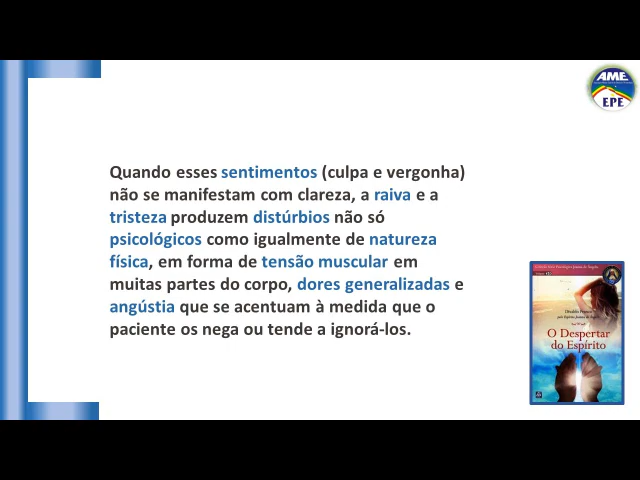 AME
EPE
Quando esses sentimentos (culpa e vergonha)
não se manifestam com clareza, a raiva e a
tristeza produzem distúrbios não só
psicológicos como igualmente de natureza
física, em forma de tensão muscular em
muitas partes do corpo, dores generalizadas e
angústia que se acentuam à medida que o
paciente os nega ou tende a ignorá-los.
Divaldo Franco
O Despertar
do Espírito